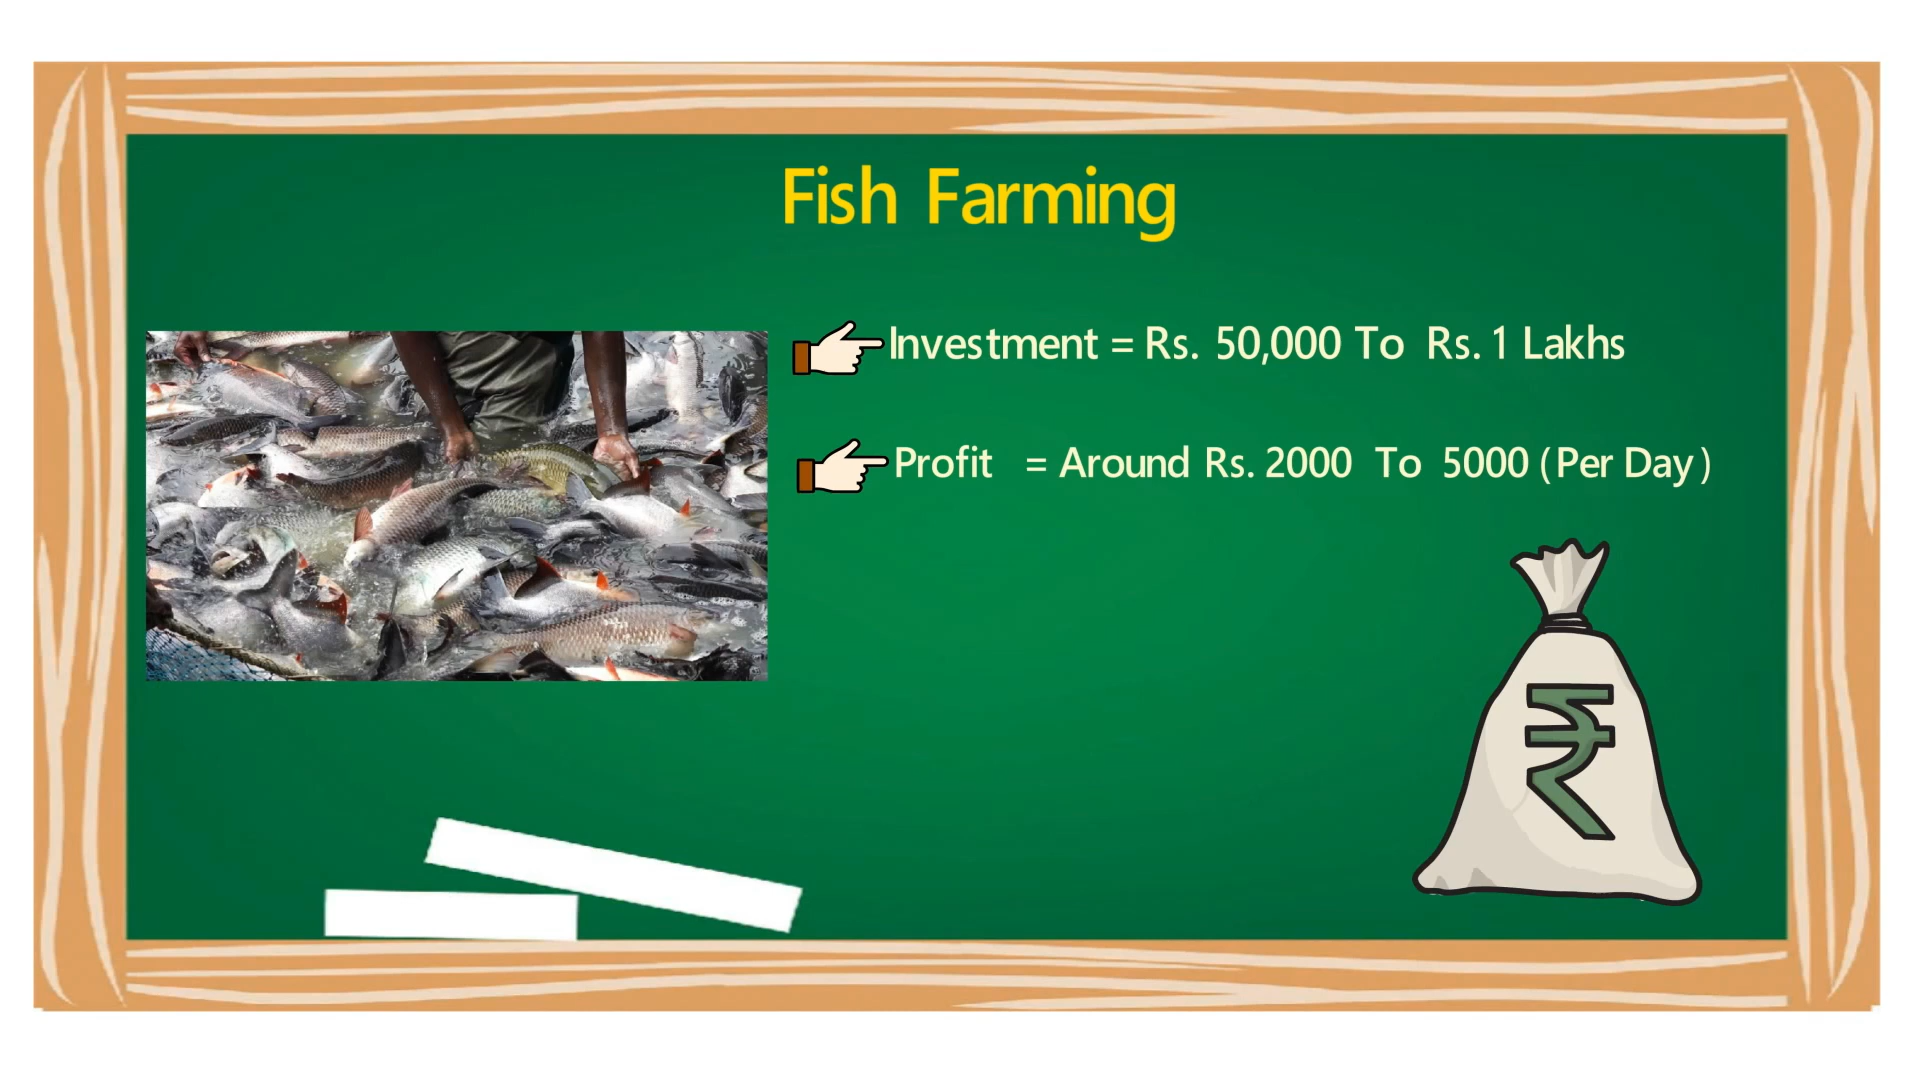 Fish Farming
Investment = Rs. 50,000 To Rs. 1 Lakhs
Profit = Around Rs. 2000 To 5000 (Per Day)
₹